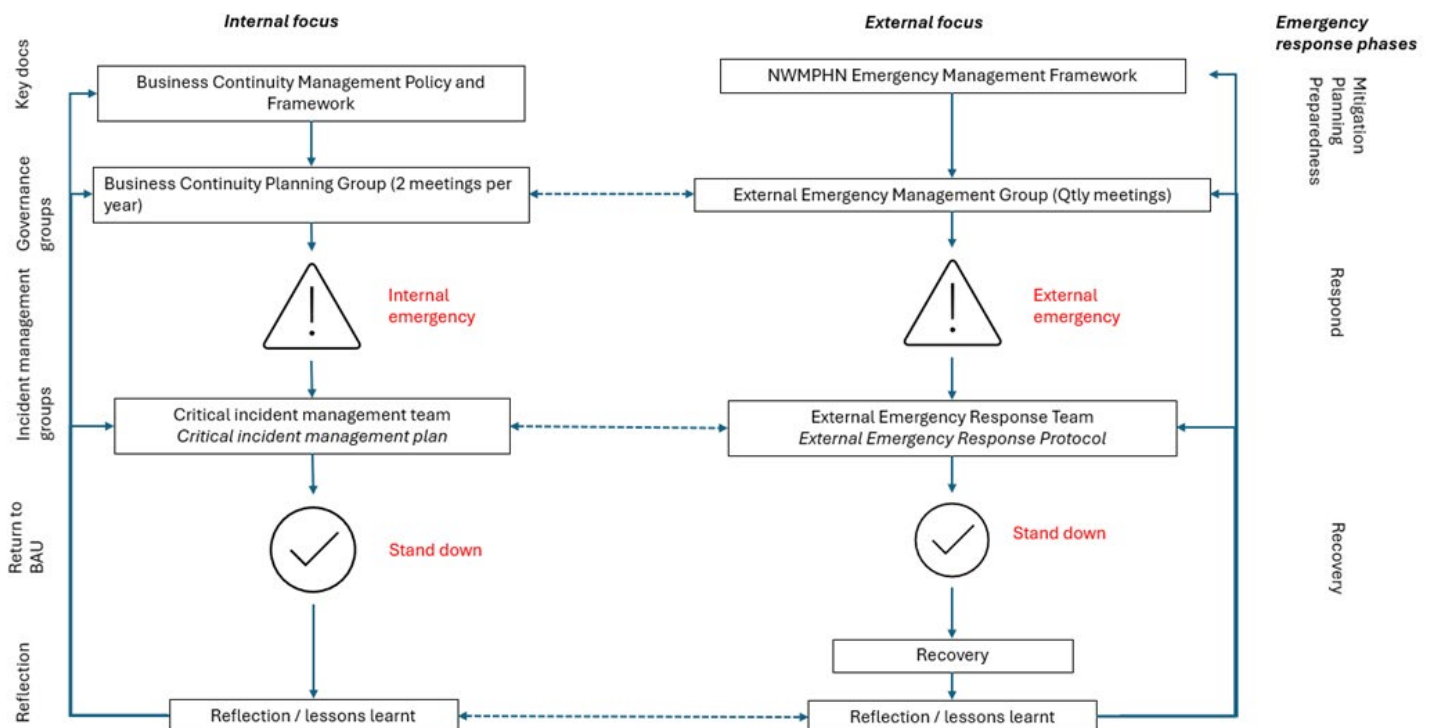 Internal focus
External focus
Emergency
response phases
Key docs
Business Continuity Management Policy and
Framework
NWMPHN Emergency Management Framework
Mitigation
Planning
Preparedness
Governance
groups
Business Continuity Planning Group (2 meetings per
year)
External Emergency Management Group (Qtly meetings)
Incident management
groups
Internal
emergency
External
emergency
Respond
Critical incident management team
Critical incident management plan
External Emergency Response Team
External Emergency Response Protocol
Return to
BAU
Stand down
Stand down
Recovery
Recovery
Reflection
Reflection / lessons learnt
Reflection / lessons learnt